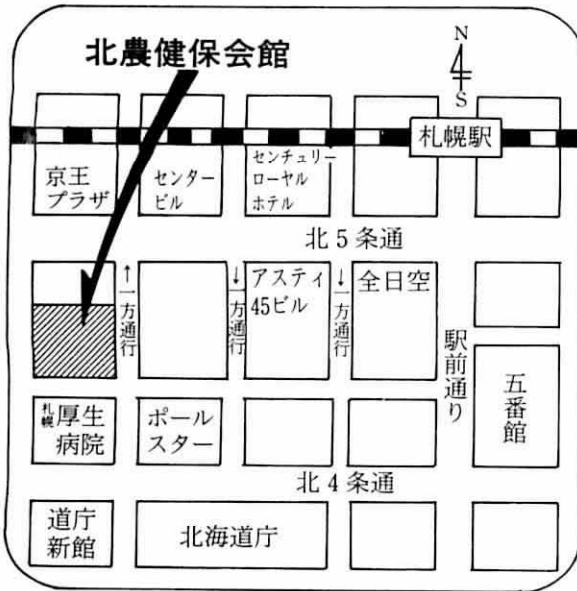 北農健保会館
N
S
札幌駅
京王
プラザ
センター
ビル
センチュリー
ローヤル
ホテル
北5条通
↑一方通行
↓一方通行
アスティ
45ビル
↓一方通行
全日空
駅前通り
五番館
札幌厚生
病院
ポール
スター
北4条通
道庁
新館
北海道庁